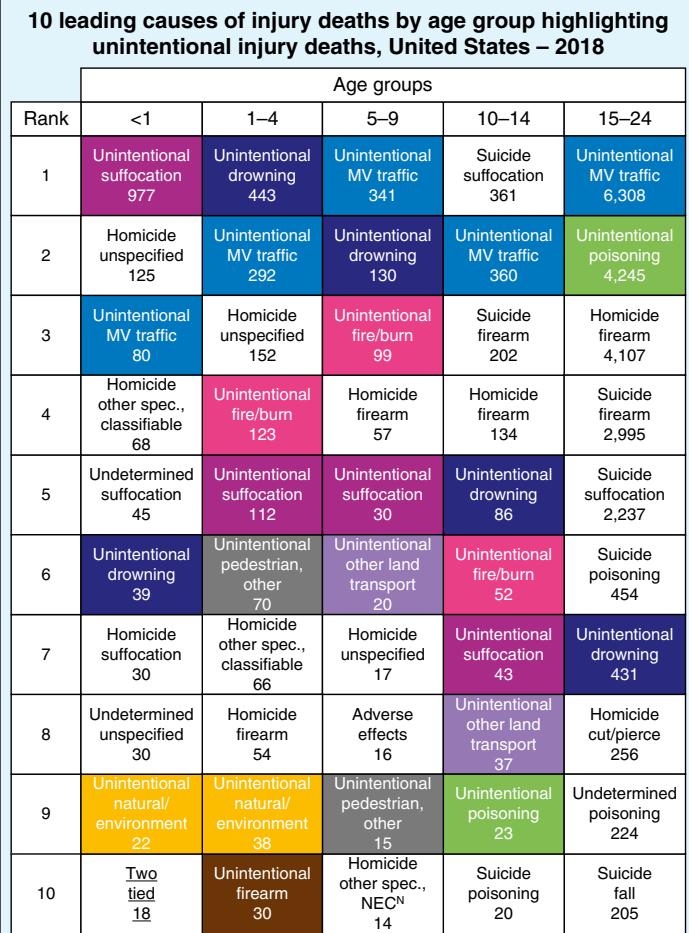 10 leading causes of injury deaths by age group highlighting
unintentional injury deaths, United States – 2018
Age groups
Rank <1 1–4 5–9 10–14 15–24
1
Unintentional
suffocation
977
Unintentional
drowning
443
Unintentional
MV traffic
341
Suicide
suffocation
361
Unintentional
MV traffic
6,308
2
Homicide
unspecified
125
Unintentional
MV traffic
292
Unintentional
drowning
130
Unintentional
MV traffic
360
Unintentional
poisoning
4,245
3
Unintentional
MV traffic
80
Homicide
unspecified
152
Unintentional
fire/burn
99
Suicide
firearm
202
Homicide
firearm
4,107
4
Homicide
other spec.,
classifiable
68
Unintentional
fire/burn
123
Homicide
firearm
57
Homicide
firearm
134
Suicide
firearm
2,995
5
Undetermined
suffocation
45
Unintentional
suffocation
112
Unintentional
suffocation
30
Unintentional
drowning
86
Suicide
suffocation
2,237
6
Unintentional
drowning
39
Unintentional
pedestrian,
other
70
Unintentional
other land
transport
20
Unintentional
fire/burn
52
Suicide
poisoning
454
7
Homicide
suffocation
30
Homicide
other spec.,
classifiable
66
Homicide
unspecified
17
Unintentional
suffocation
43
Unintentional
drowning
431
8
Undetermined
unspecified
30
Homicide
firearm
54
Adverse
effects
16
Unintentional
other land
transport
37
Homicide
cut/pierce
256
9
Unintentional
natural/
environment
22
Unintentional
natural/
environment
38
Unintentional
pedestrian,
other
15
Unintentional
poisoning
23
Undetermined
poisoning
224
10
Two
tied
18
Unintentional
firearm
30
Homicide
other spec.,
NECᴺ
14
Suicide
poisoning
20
Suicide
fall
205